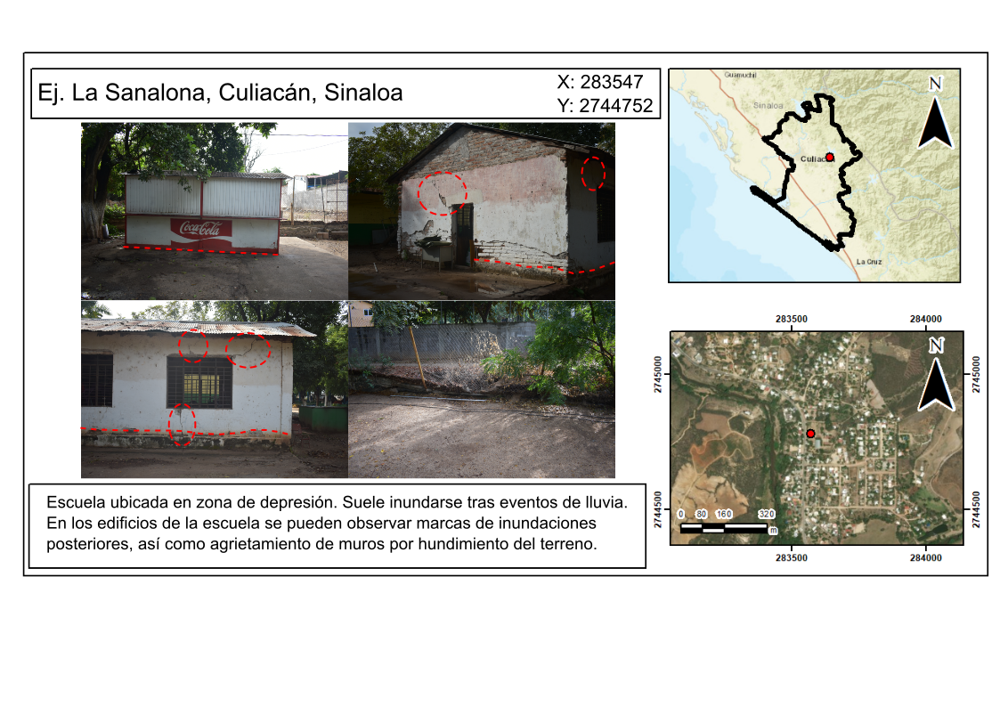 Ej. La Sanalona, Culiacán, Sinaloa
X: 283547
Y: 2744752
Coca-Cola
Escuela ubicada en zona de depresión. Suele inundarse tras eventos de lluvia.
En los edificios de la escuela se pueden observar marcas de inundaciones
posteriores, así como agrietamiento de muros por hundimiento del terreno.
Guamuchil
Sinaloa
Culiacán
La Cruz
N
283500 284000
N
2745000 2745000
2744500 2744500
0 80 160 320
m
283500 284000